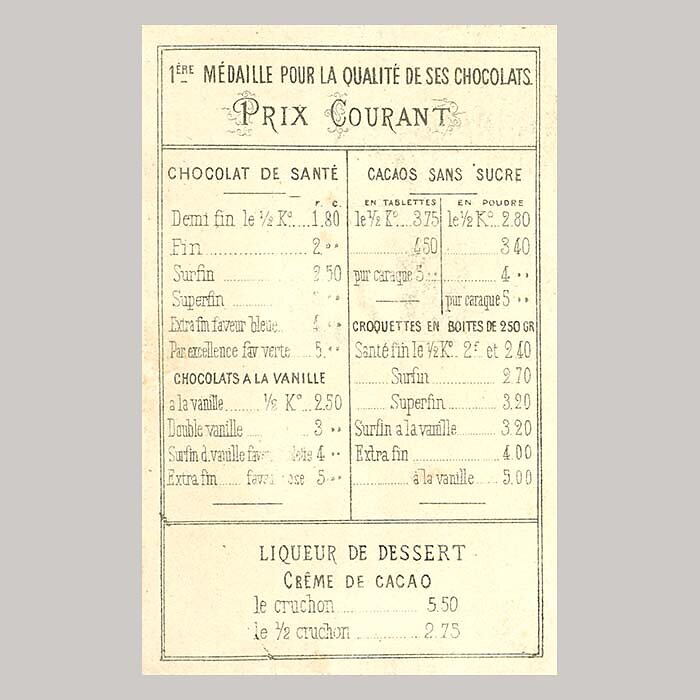 1ÈRE MÉDAILLE POUR LA QUALITÉ DE SES CHOCOLATS.
PRIX COURANT
CHOCOLAT DE SANTÉ
F. C.
Demi fin le ½ Kº....1.80
Fin ........ 2 "
Surfin ........ 2 50
Superfin ........
Extra fin faveur bleue.. 4 "
Par excellence fav verte ... 5. "
CHOCOLATS A LA VANILLE
a la vanille........ ½ Kº...2.50
Double vanille ........ 3 "
Surfin d. vanille fav. 4 "
Extra fin ..... 5 "
CACAOS SANS SUCRE
EN TABLETTES EN POUDRE
le ½ Kº...3.75 le ½ Kº...2.80
........ 4 50 ........ 3 40
pur caraque 5 " ........ 4 "
pur caraque 5 "
CROQUETTES EN BOITES DE 250 GR
Santé fin le ½ Kº.. 2f. et 2.40
........ Surfin ........ 2.70
........ Superfin ........ 3.20
Surfin a la vanille........ 3.20
Extra fin ........ 4.00
........ à la vanille ..... 5.00
LIQUEUR DE DESSERT
CRÊME DE CACAO
le cruchon ........ 5.50
le ½ cruchon ........ 2.75